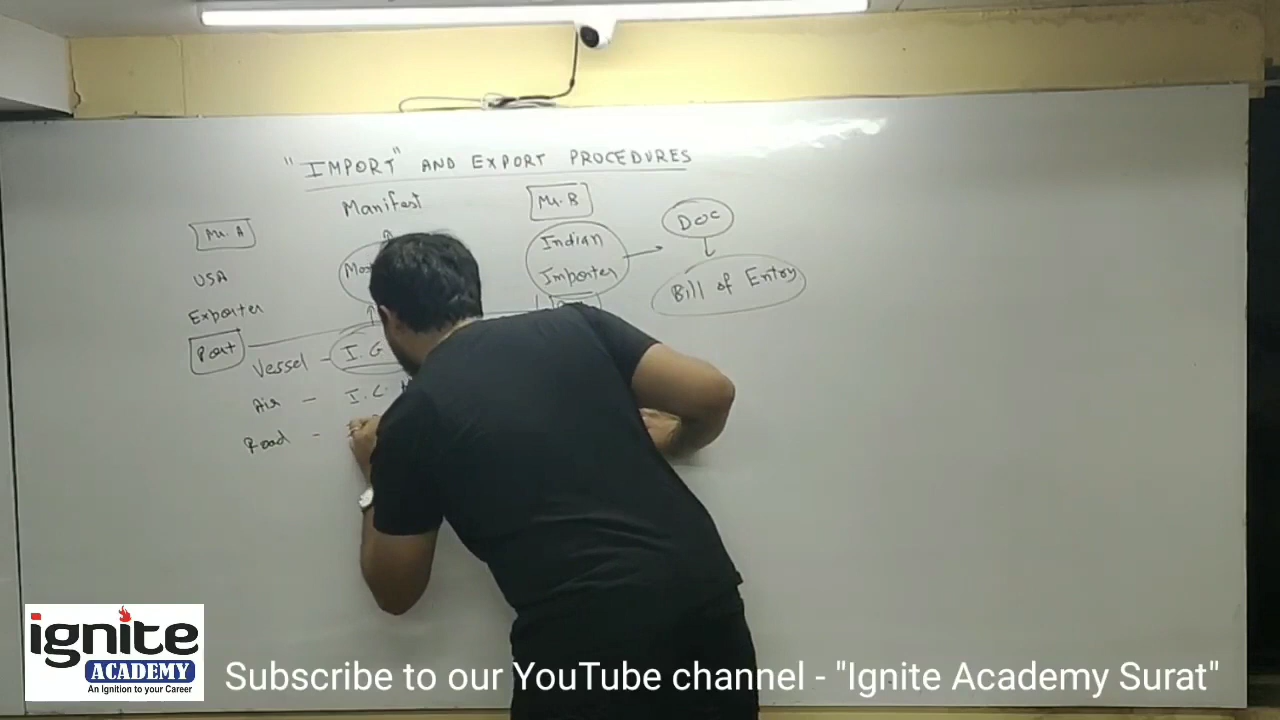 "IMPORT" AND EXPORT PROCEDURES
Manifest
Mr. B
Mr. A
DOC
Indian
Importer
USA
Bill of Entry
Exporter
Port
Vessel - I. G
Air - I. C.
Road -
ignite
ACADEMY
An Ignition to your Career
Subscribe to our YouTube channel - "Ignite Academy Surat"